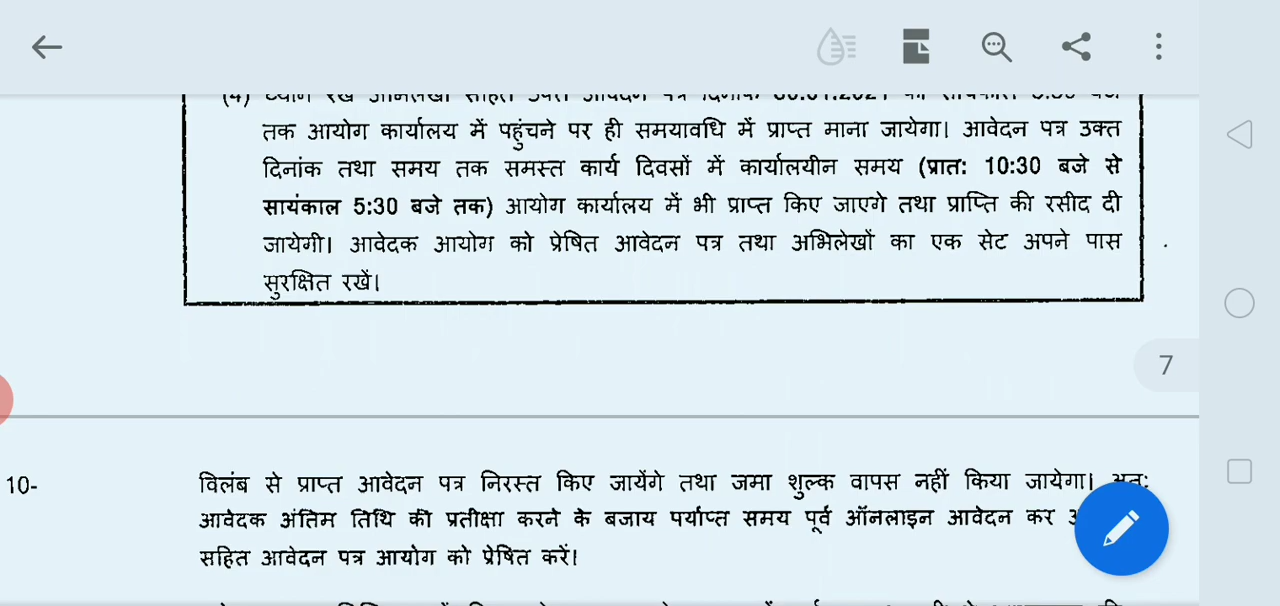 तक आयोग कार्यालय में पहुंचने पर ही समयावधि में प्राप्त माना जायेगा। आवेदन पत्र उक्त
दिनांक तथा समय तक समस्त कार्य दिवसों में कार्यालयीन समय (प्रात: 10:30 बजे से
सायंकाल 5:30 बजे तक) आयोग कार्यालय में भी प्राप्त किए जाएगे तथा प्राप्ति की रसीद दी
जायेगी। आवेदक आयोग को प्रेषित आवेदन पत्र तथा अभिलेखों का एक सेट अपने पास
सुरक्षित रखें।
7
10- विलंब से प्राप्त आवेदन पत्र निरस्त किए जायेंगे तथा जमा शुल्क वापस नहीं किया जायेगा। अत:
आवेदक अंतिम तिथि की प्रतीक्षा करने के बजाय पर्याप्त समय पूर्व ऑनलाइन आवेदन कर
सहित आवेदन पत्र आयोग को प्रेषित करें।